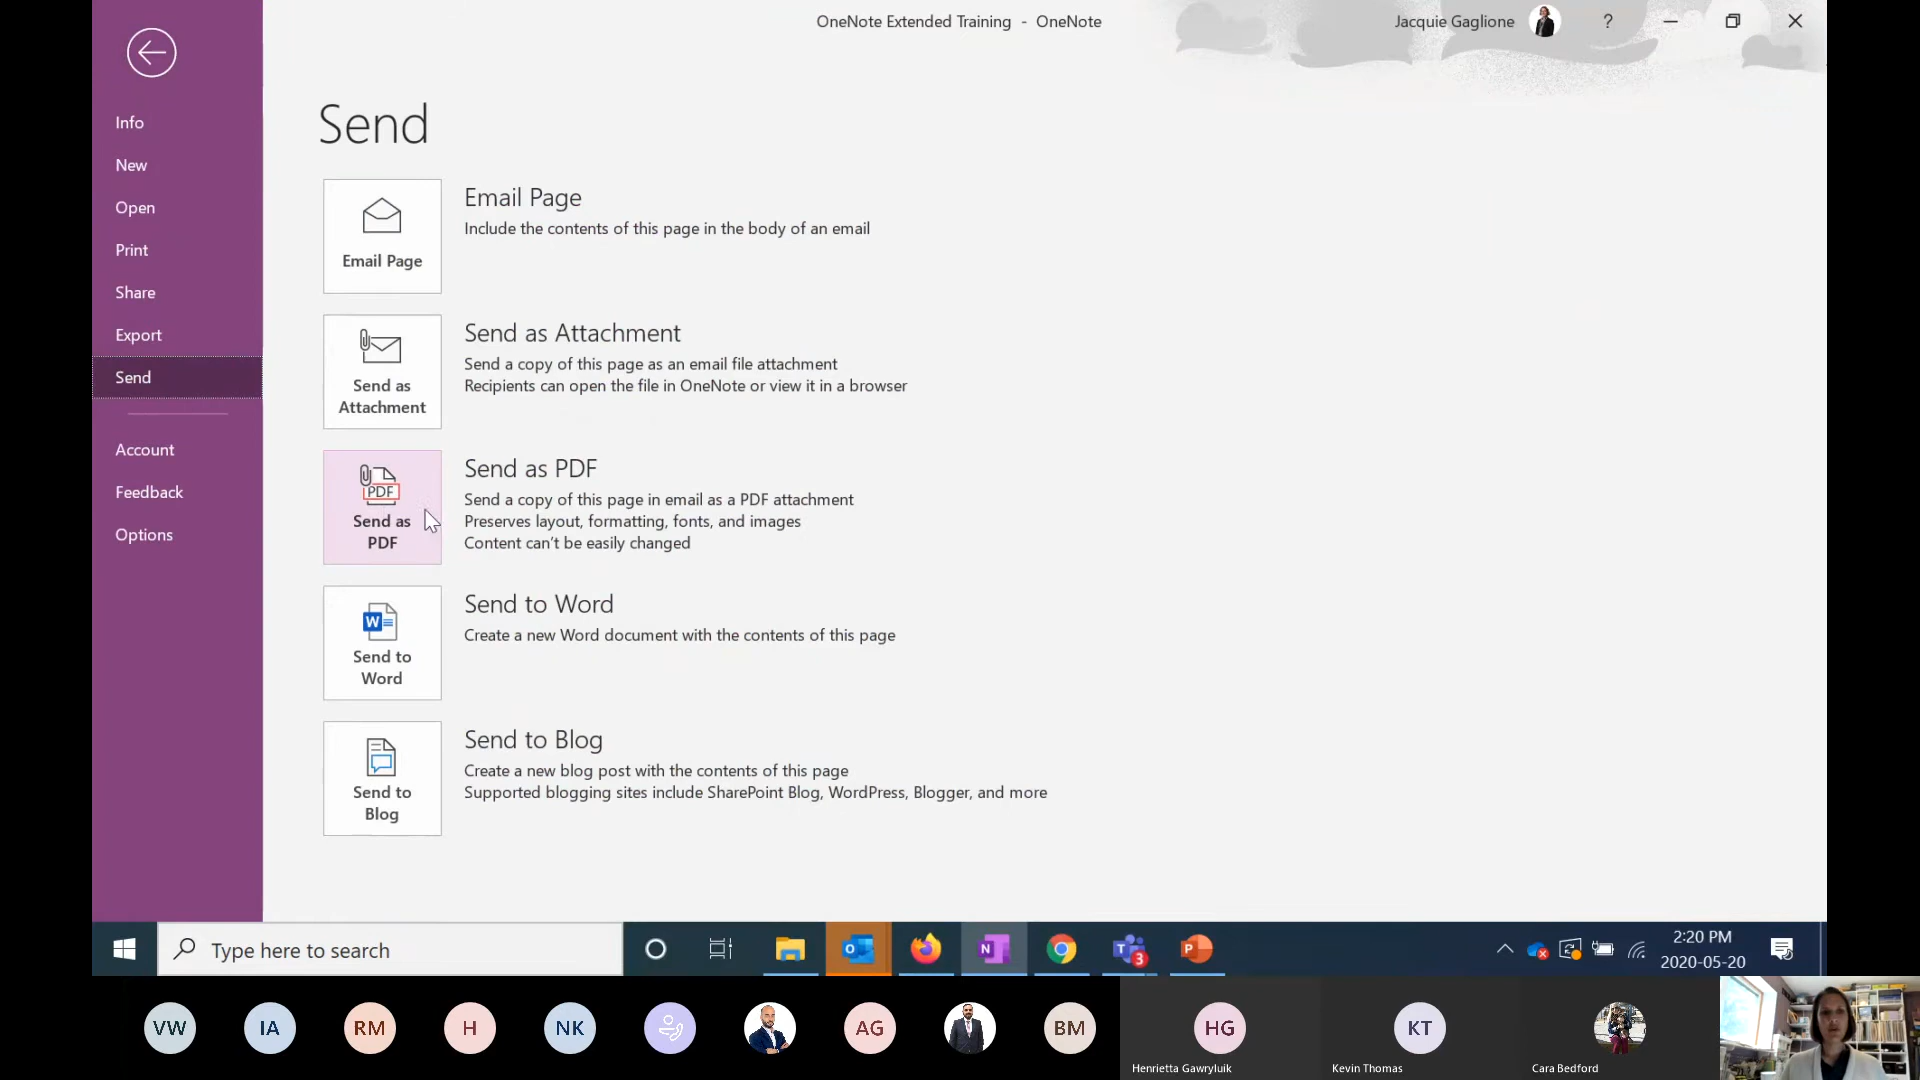 OneNote Extended Training - OneNote
Jacquie Gaglione
?
Info
New
Open
Print
Share
Export
Send
Account
Feedback
Options
Send
Email Page
Email Page
Include the contents of this page in the body of an email
Send as
Attachment
Send as Attachment
Send a copy of this page as an email file attachment
Recipients can open the file in OneNote or view it in a browser
PDF
Send as
PDF
Send as PDF
Send a copy of this page in email as a PDF attachment
Preserves layout, formatting, fonts, and images
Content can't be easily changed
W
Send to
Word
Send to Word
Create a new Word document with the contents of this page
Send to
Blog
Send to Blog
Create a new blog post with the contents of this page
Supported blogging sites include SharePoint Blog, WordPress, Blogger, and more
Type here to search
O
N
T
3
P
2:20 PM
2020-05-20
VW
IA
RM
H
NK
AG
BM
HG
KT
Henrietta Gawryluik
Kevin Thomas
Cara Bedford